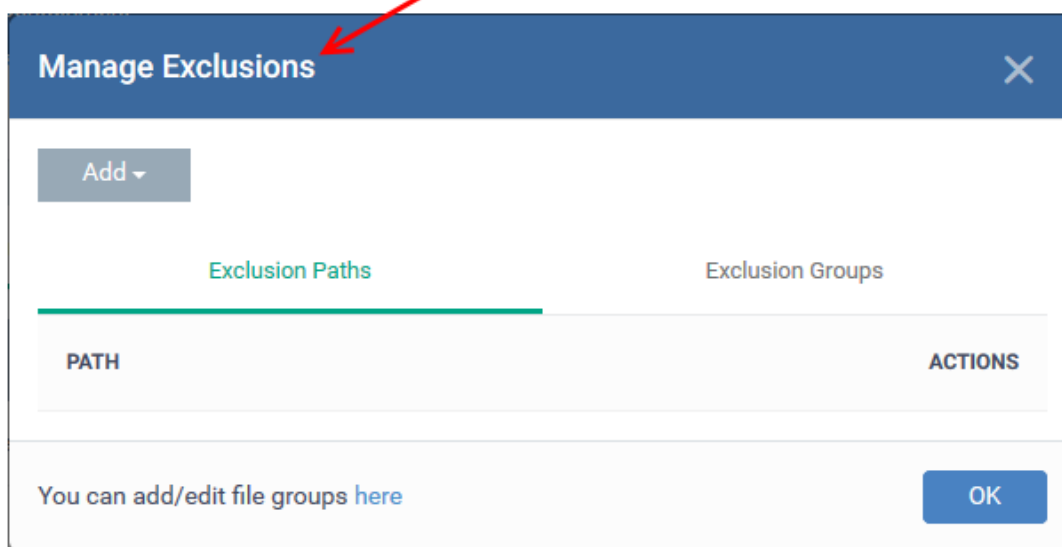 Manage Exclusions
Add
Exclusion Paths Exclusion Groups
PATH ACTIONS
You can add/edit file groups here OK